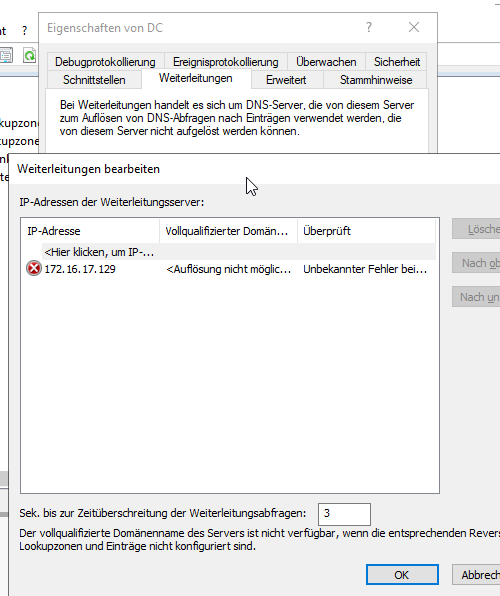 Eigenschaften von DC
?
Debugprotokollierung Ereignisprotokollierung Überwachen Sicherheit
Schnittstellen Weiterleitungen Erweitert Stammhinweise
Bei Weiterleitungen handelt es sich um DNS-Server, die von diesem Server
zum Auflösen von DNS-Abfragen nach Einträgen verwendet werden, die
von diesem Server nicht aufgelöst werden können.
Weiterleitungen bearbeiten
IP-Adressen der Weiterleitungsserver:
IP-Adresse Vollqualifizierter Domän... Überprüft
<Hier klicken, um IP-...
172.16.17.129 <Auflösung nicht möglic... Unbekannter Fehler bei...
Lösche
Nach ob
Nach un
Sek. bis zur Zeitüberschreitung der Weiterleitungsabfragen: 3
Der vollqualifizierte Domänenname des Servers ist nicht verfügbar, wenn die entsprechenden Revers
Lookupzonen und Einträge nicht konfiguriert sind.
OK Abbrech